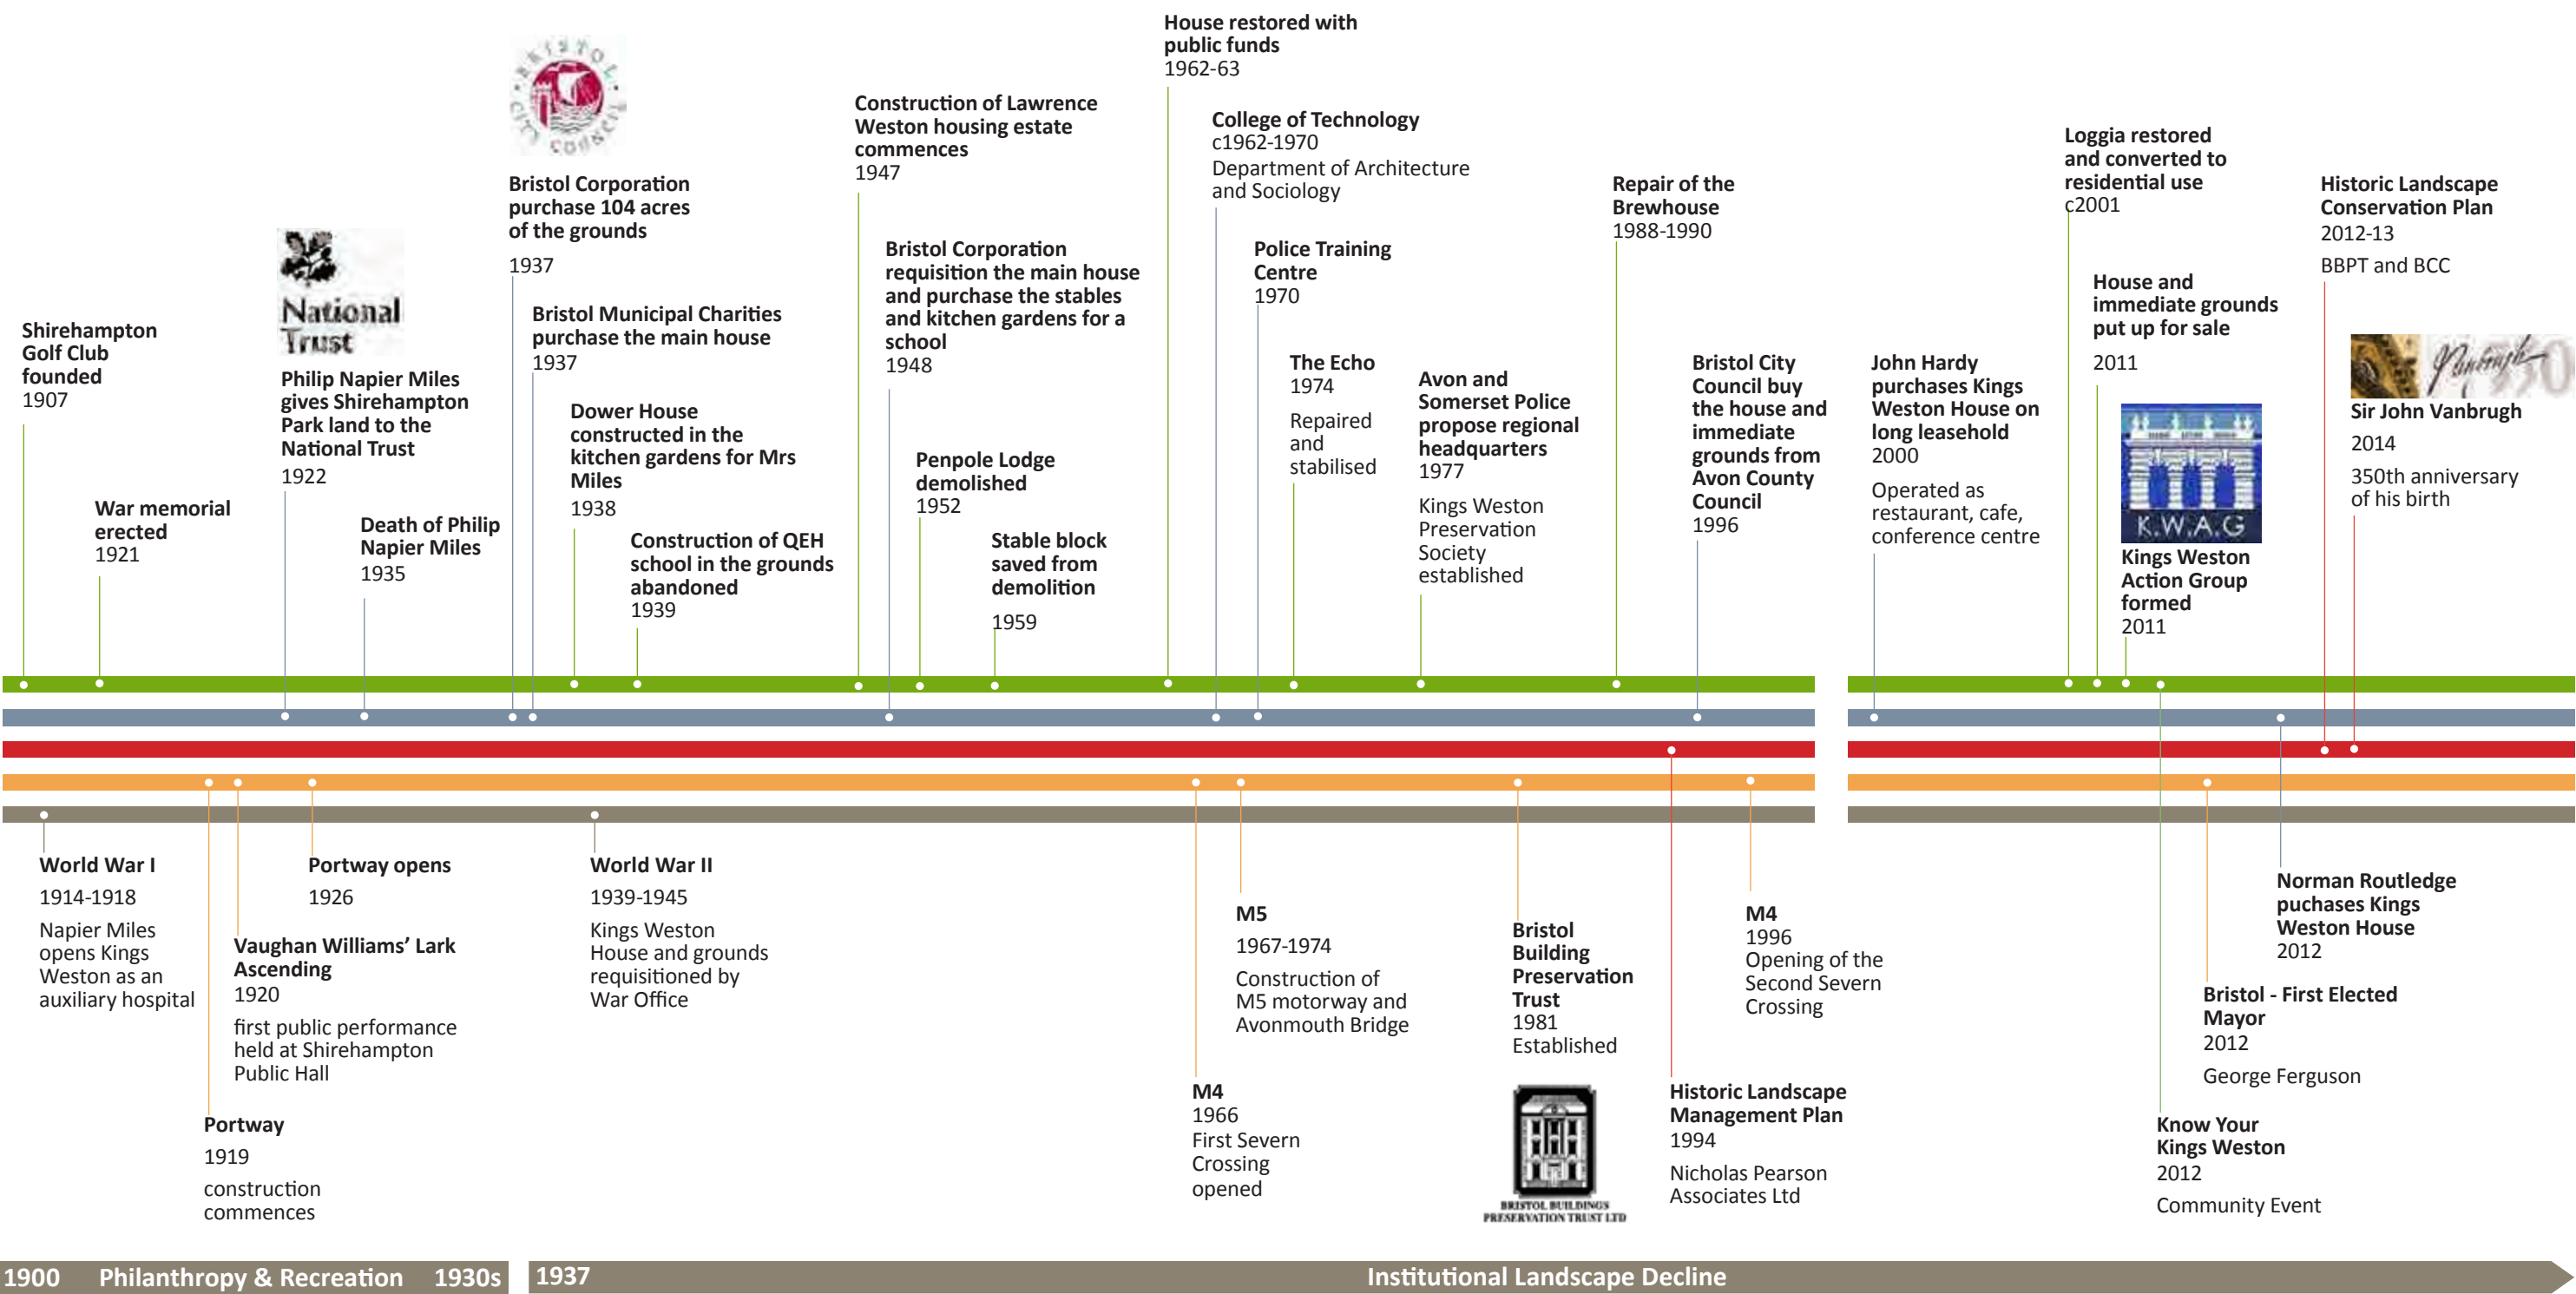 Shirehampton
Golf Club
founded
1907
War memorial
erected
1921
National
Trust
Philip Napier Miles
gives Shirehampton
Park land to the
National Trust
1922
Death of Philip
Napier Miles
1935
BRISTOL
CITY COUNCIL
Bristol Corporation
purchase 104 acres
of the grounds
1937
Bristol Municipal Charities
purchase the main house
1937
Dower House
constructed in the
kitchen gardens for Mrs
Miles
1938
Construction of QEH
school in the grounds
abandoned
1939
Construction of Lawrence
Weston housing estate
commences
1947
Bristol Corporation
requisition the main house
and purchase the stables
and kitchen gardens for a
school
1948
Penpole Lodge
demolished
1952
Stable block
saved from
demolition
1959
House restored with
public funds
1962-63
College of Technology
c1962-1970
Department of Architecture
and Sociology
Police Training
Centre
1970
The Echo
1974
Repaired
and
stabilised
Avon and
Somerset Police
propose regional
headquarters
1977
Kings Weston
Preservation
Society
established
Repair of the
Brewhouse
1988-1990
Bristol City
Council buy
the house and
immediate
grounds from
Avon County
Council
1996
John Hardy
purchases Kings
Weston House on
long leasehold
2000
Operated as
restaurant, cafe,
conference centre
Loggia restored
and converted to
residential use
c2001
House and
immediate grounds
put up for sale
2011
K.W.A.G
Kings Weston
Action Group
formed
2011
Historic Landscape
Conservation Plan
2012-13
BBPT and BCC
Vanbrugh 350
Sir John Vanbrugh
2014
350th anniversary
of his birth
World War I
1914-1918
Napier Miles
opens Kings
Weston as an
auxiliary hospital
Portway
1919
construction
commences
Vaughan Williams’ Lark
Ascending
1920
first public performance
held at Shirehampton
Public Hall
Portway opens
1926
World War II
1939-1945
Kings Weston
House and grounds
requisitioned by
War Office
M4
1966
First Severn
Crossing
opened
M5
1967-1974
Construction of
M5 motorway and
Avonmouth Bridge
Bristol
Building
Preservation
Trust
1981
Established
BRISTOL BUILDINGS
PRESERVATION TRUST LTD
Historic Landscape
Management Plan
1994
Nicholas Pearson
Associates Ltd
M4
1996
Opening of the
Second Severn
Crossing
Know Your
Kings Weston
2012
Community Event
Bristol - First Elected
Mayor
2012
George Ferguson
Norman Routledge
puchases Kings
Weston House
2012
1900 Philanthropy & Recreation 1930s
1937 Institutional Landscape Decline